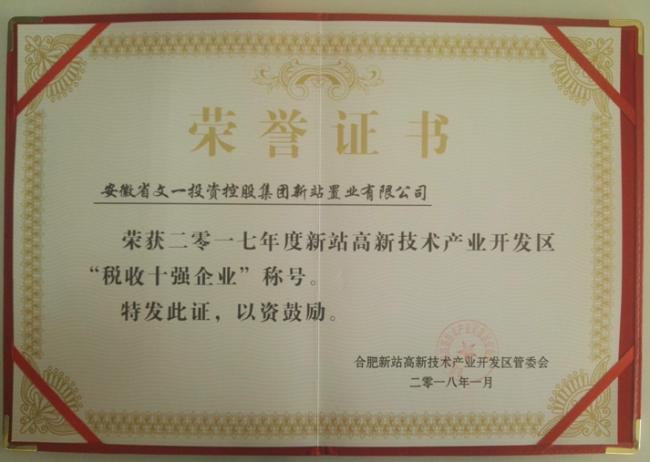 荣誉证书
安徽省文一投资控股集团新站置业有限公司
荣获二零一七年度新站高新技术产业开发区
“税收十强企业”称号。
特发此证，以资鼓励。
合肥新站高新技术产业开发区管委会
二零一八年一月